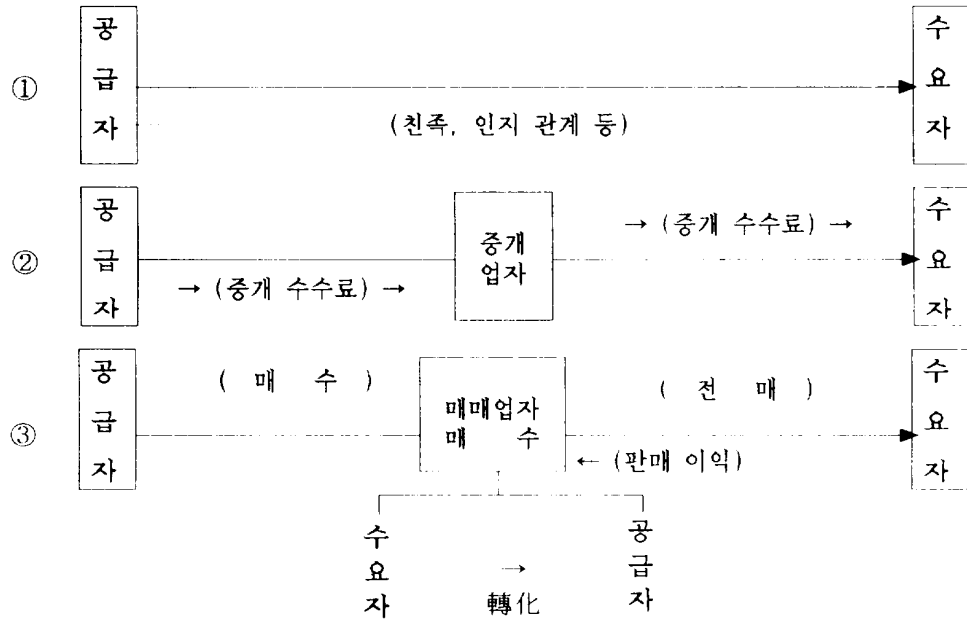 ①
공급자
(친족, 인지 관계 등)
수요자
②
공급자
→ (중개 수수료) →
중개
업자
→ (중개 수수료) →
수요자
③
공급자
( 매 수 )
매매업자
매 수
( 전 매 )
← (판매 이익)
수요자
수요자
→
轉化
공급자